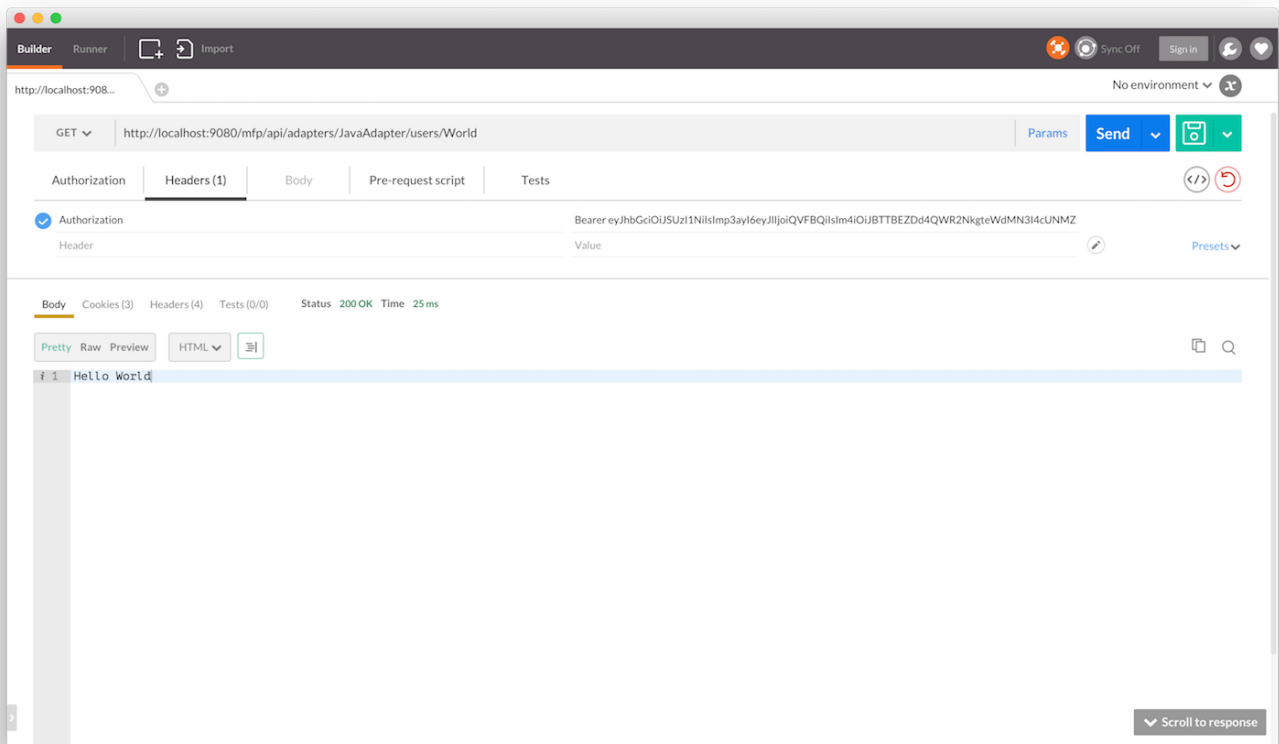 Builder Runner Import Sync Off Sign in
http://localhost:908... No environment
GET http://localhost:9080/mfp/api/adapters/JavaAdapter/users/World Params Send
Authorization Headers (1) Body Pre-request script Tests
Authorization Bearer eyJhbGciOiJSUzI1NiIsImp3ayI6eyJlIjoiQVFBQiIsIm4iOiJBTTBEZDd4QWR2NkgteWdMN3I4cUNMZ
Header Value Presets
Body Cookies (3) Headers (4) Tests (0/0) Status 200 OK Time 25 ms
Pretty Raw Preview HTML
i 1 Hello World
Scroll to response